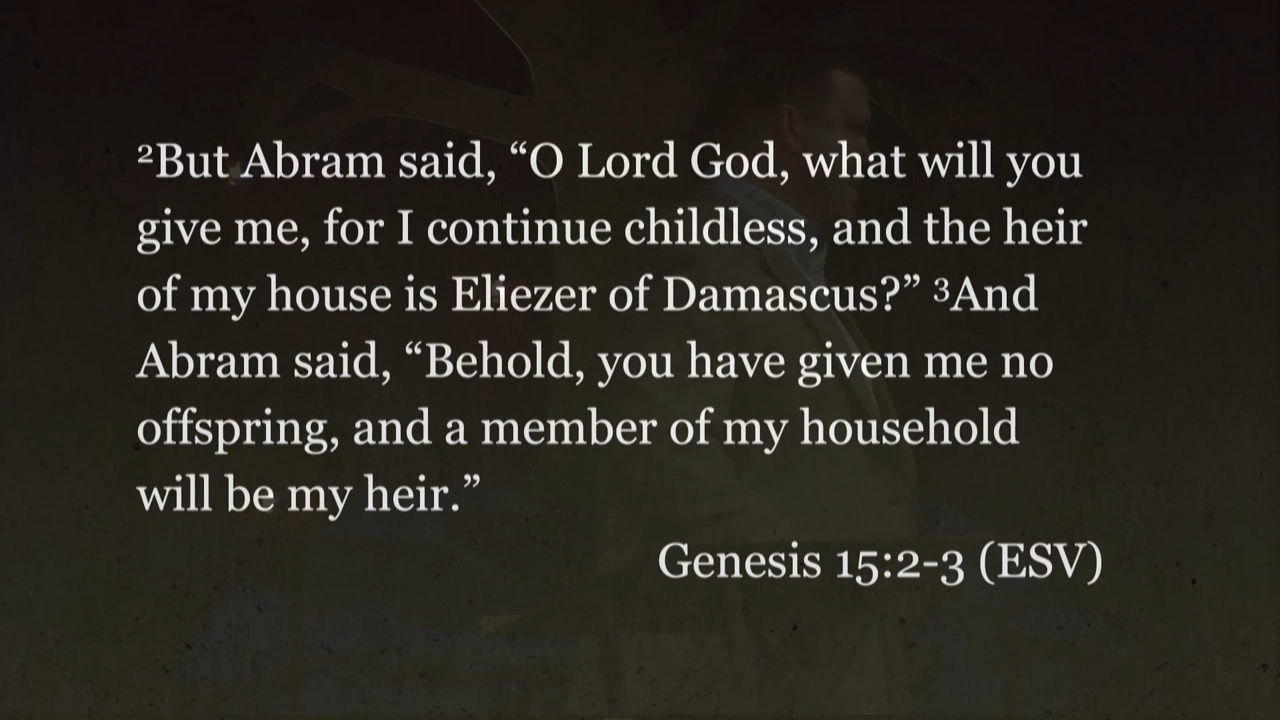 ²But Abram said, “O Lord God, what will you
give me, for I continue childless, and the heir
of my house is Eliezer of Damascus?” ³And
Abram said, “Behold, you have given me no
offspring, and a member of my household
will be my heir.”
Genesis 15:2-3 (ESV)